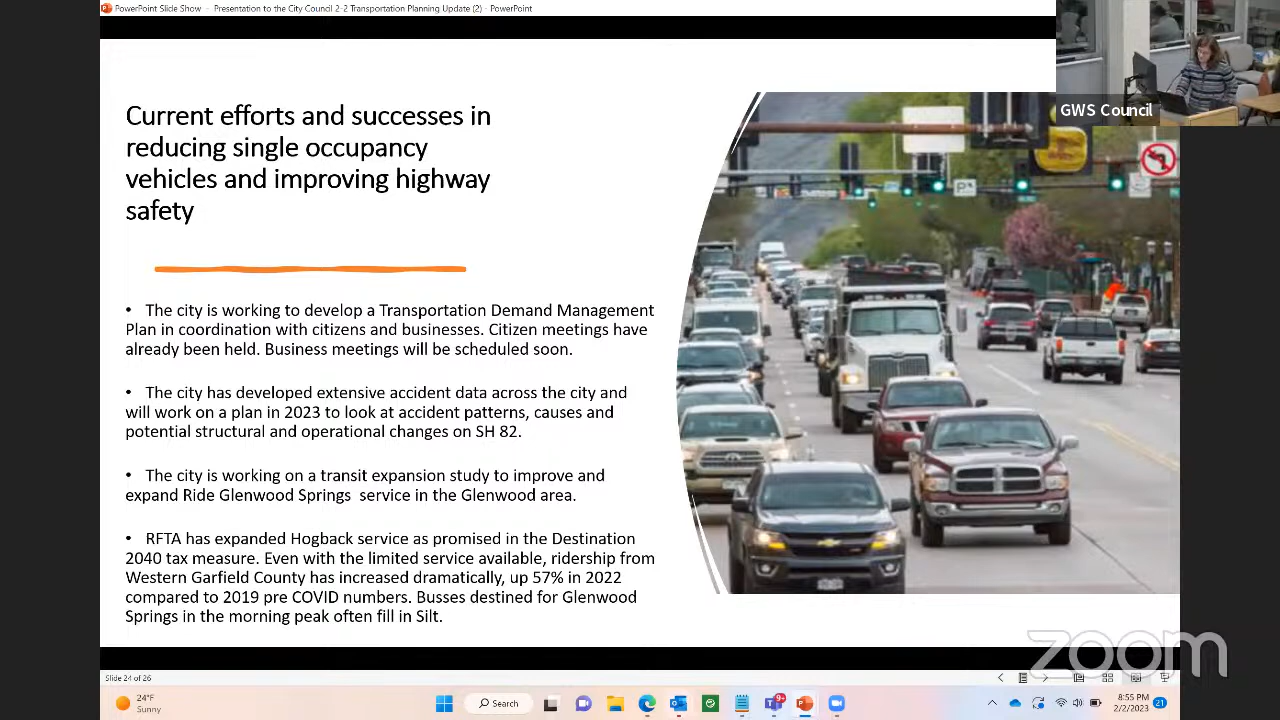 PowerPoint Slide Show - Presentation to the City Council 2-2 Transportation Planning Update (2) - PowerPoint
GWS Council
Current efforts and successes in
reducing single occupancy
vehicles and improving highway
safety
• The city is working to develop a Transportation Demand Management
Plan in coordination with citizens and businesses. Citizen meetings have
already been held. Business meetings will be scheduled soon.
• The city has developed extensive accident data across the city and
will work on a plan in 2023 to look at accident patterns, causes and
potential structural and operational changes on SH 82.
• The city is working on a transit expansion study to improve and
expand Ride Glenwood Springs service in the Glenwood area.
• RFTA has expanded Hogback service as promised in the Destination
2040 tax measure. Even with the limited service available, ridership from
Western Garfield County has increased dramatically, up 57% in 2022
compared to 2019 pre COVID numbers. Busses destined for Glenwood
Springs in the morning peak often fill in Silt.
zoom
Slide 24 of 26
24°F
Sunny
Search
9+
8:55 PM
2/2/2023
21